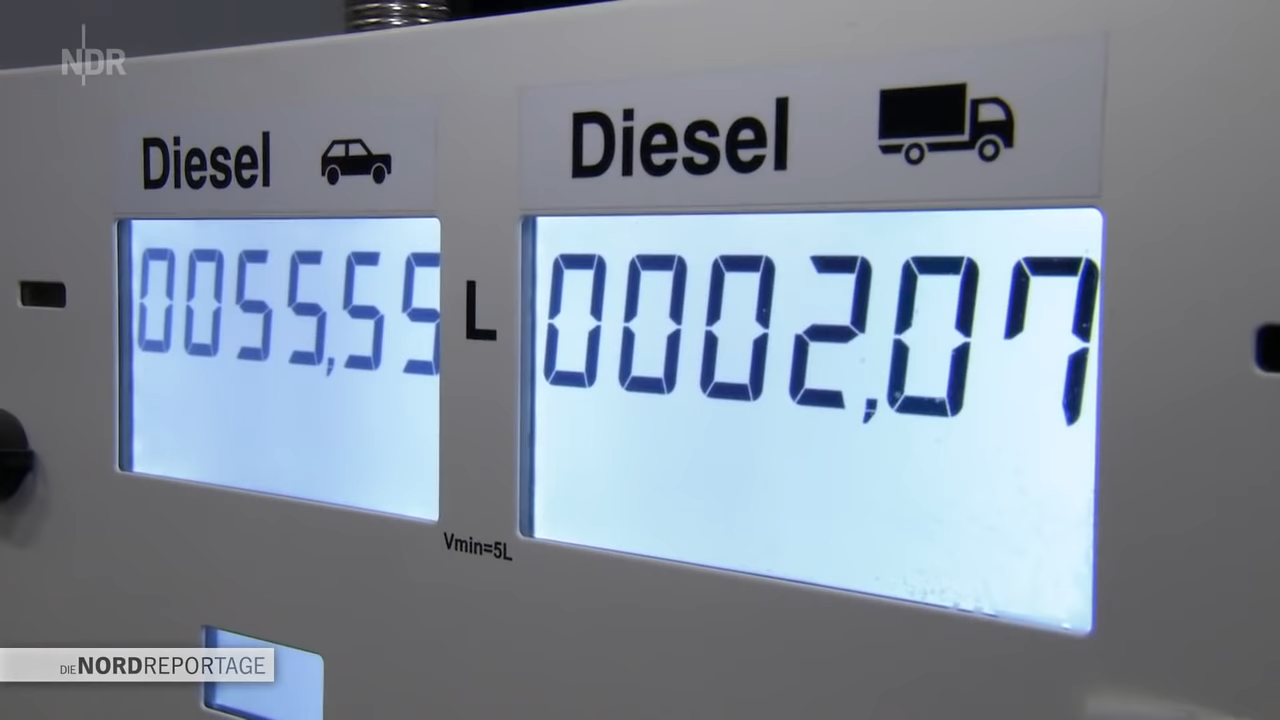 NDR
Diesel
Diesel
0055,55
L
0002,07
Vmin=5L
DIE NORDREPORTAGE